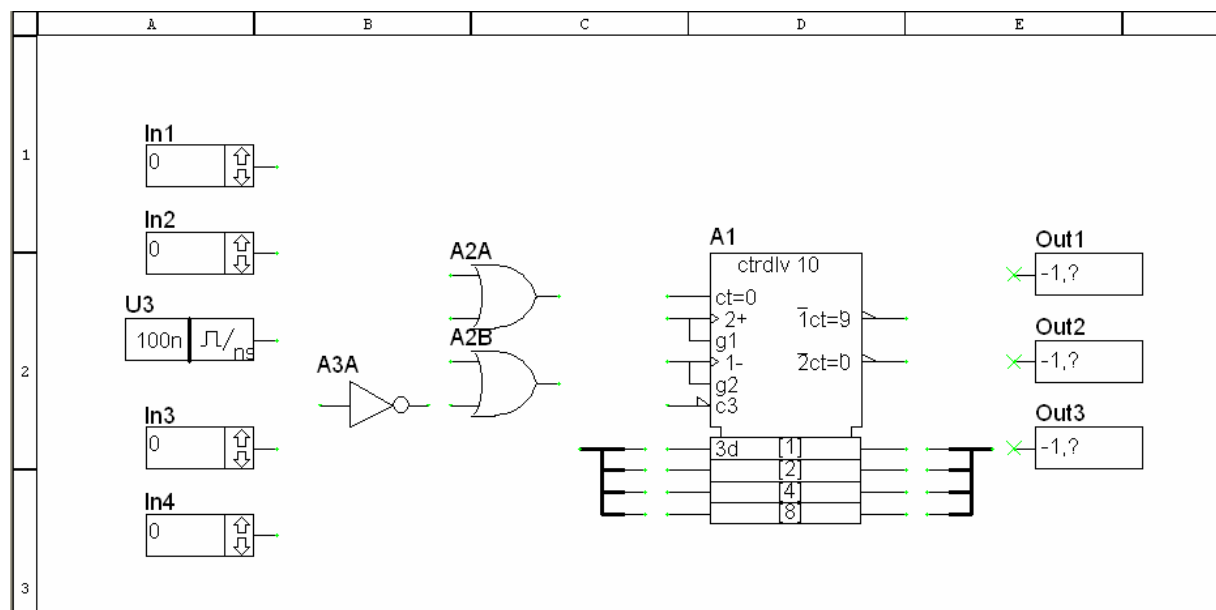 A B C D E
1
In1
0
In2
0
A2A
A1
Out1
ctrdlv 10
-1,?
U3
ct=0
100n
/ns
2+
1ct=9
g1
A2B
Out2
2
A3A
1-
2ct=0
-1,?
g2
In3
c3
Out3
0
3d [1]
-1,?
[2]
In4
[4]
0
[8]
3